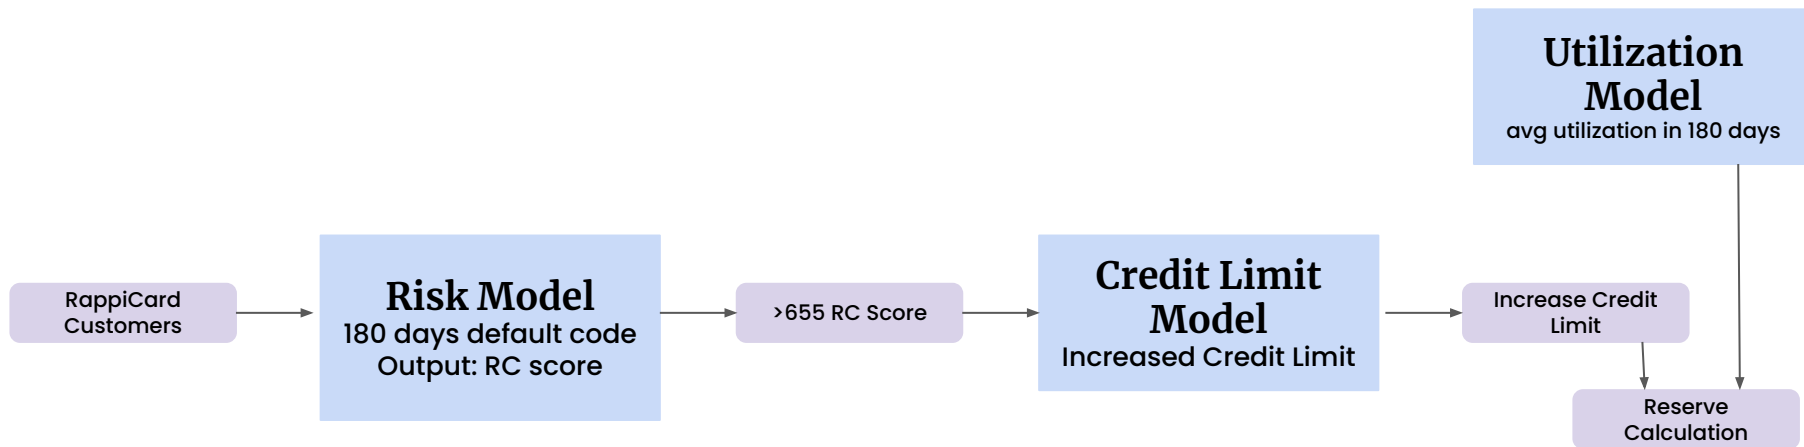 RappiCard
Customers
Risk Model
180 days default code
Output: RC score
>655 RC Score
Credit Limit
Model
Increased Credit Limit
Utilization
Model
avg utilization in 180 days
Increase Credit
Limit
Reserve
Calculation